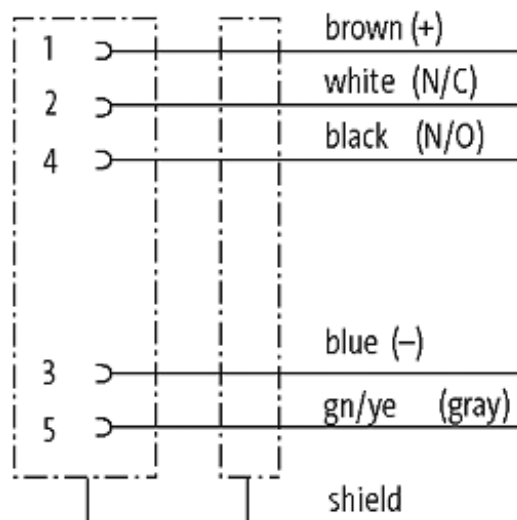 1 brown (+)
2 white (N/C)
4 black (N/O)
3 blue (–)
5 gn/ye (gray)
shield